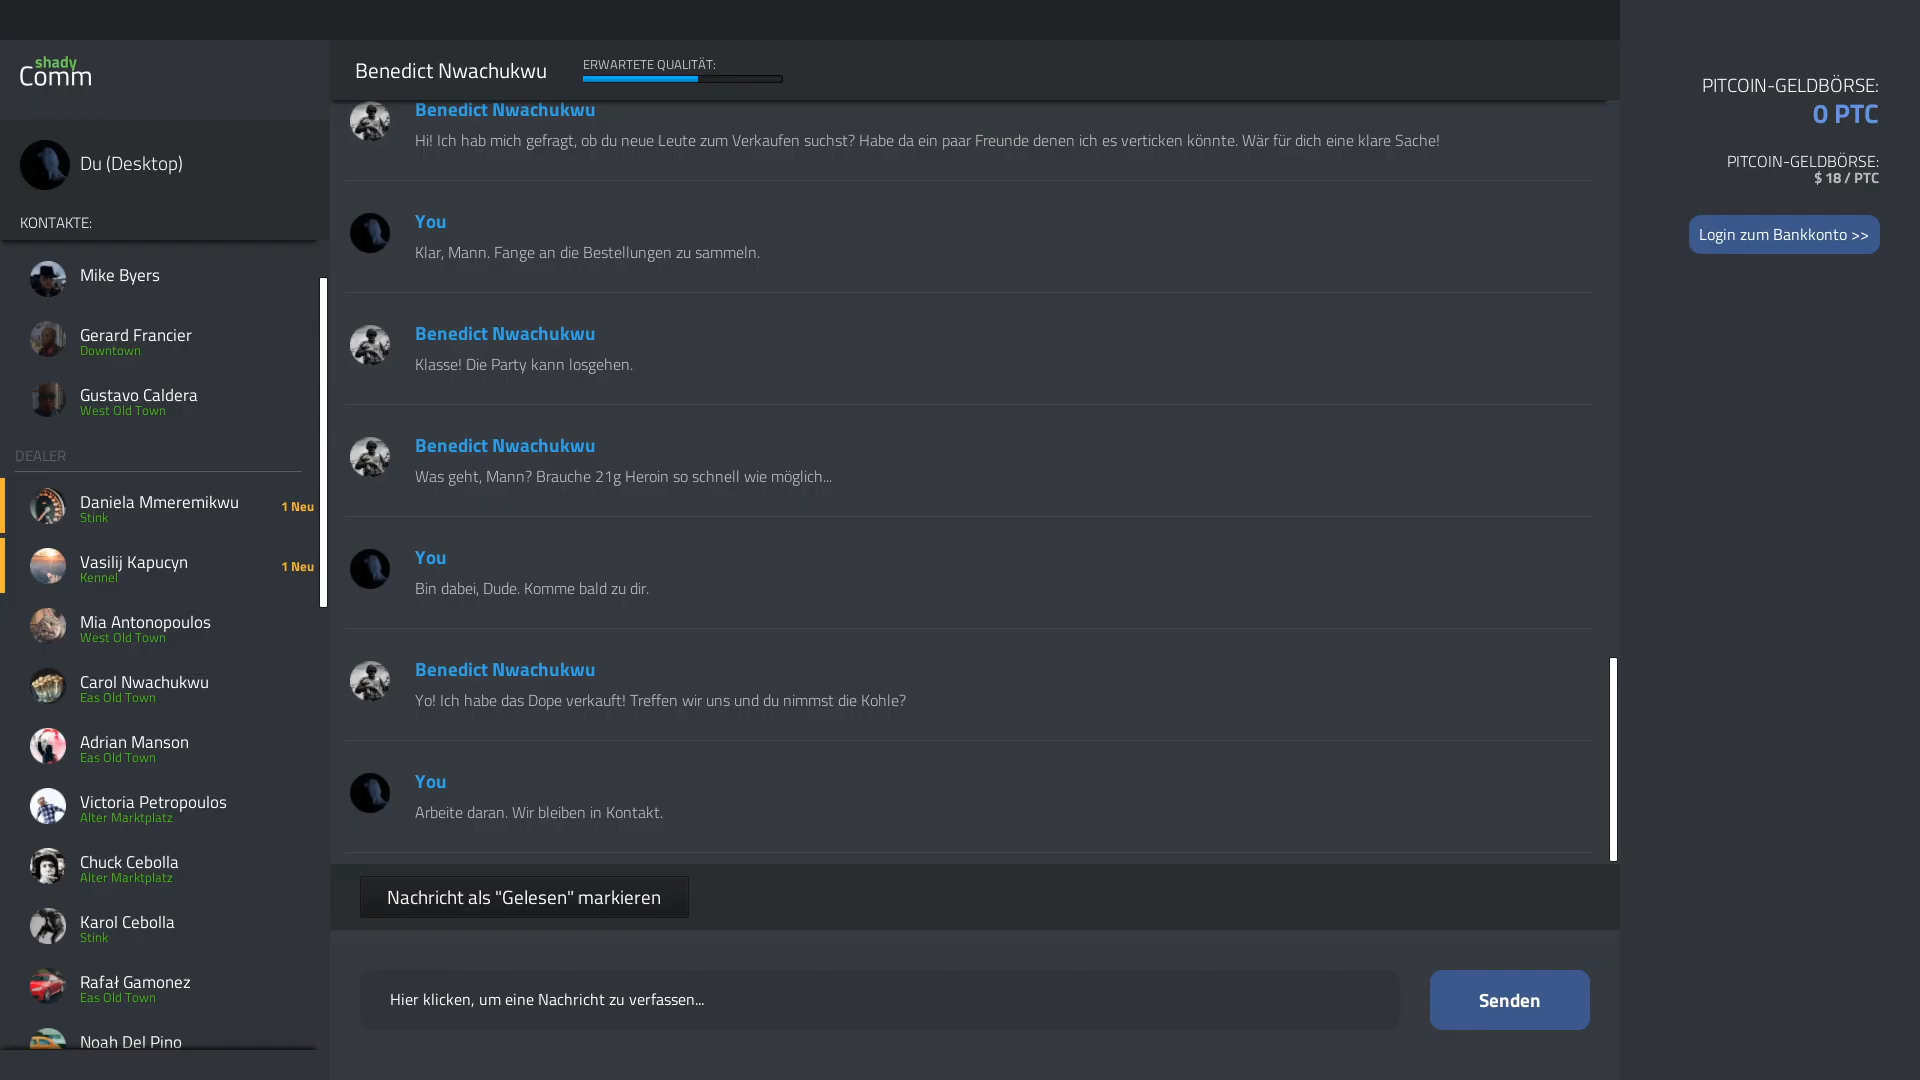 shady
Comm
Du (Desktop)
KONTAKTE:
Mike Byers
Gerard Francier
Downtown
Gustavo Caldera
West Old Town
DEALER
Daniela Mmeremikwu
Stink
1 Neu
Vasilij Kapucyn
Kennel
1 Neu
Mia Antonopoulos
West Old Town
Carol Nwachukwu
Eas Old Town
Adrian Manson
Eas Old Town
Victoria Petropoulos
Alter Marktplatz
Chuck Cebolla
Alter Marktplatz
Karol Cebolla
Stink
Rafał Gamonez
Eas Old Town
Noah Del Pino
Benedict Nwachukwu
ERWARTETE QUALITÄT:
Benedict Nwachukwu
Hi! Ich hab mich gefragt, ob du neue Leute zum Verkaufen suchst? Habe da ein paar Freunde denen ich es verticken könnte. Wär für dich eine klare Sache!
You
Klar, Mann. Fange an die Bestellungen zu sammeln.
Benedict Nwachukwu
Klasse! Die Party kann losgehen.
Benedict Nwachukwu
Was geht, Mann? Brauche 21g Heroin so schnell wie möglich...
You
Bin dabei, Dude. Komme bald zu dir.
Benedict Nwachukwu
Yo! Ich habe das Dope verkauft! Treffen wir uns und du nimmst die Kohle?
You
Arbeite daran. Wir bleiben in Kontakt.
Nachricht als "Gelesen" markieren
Hier klicken, um eine Nachricht zu verfassen...
Senden
PITCOIN-GELDBÖRSE:
0 PTC
PITCOIN-GELDBÖRSE:
$ 18 / PTC
Login zum Bankkonto >>